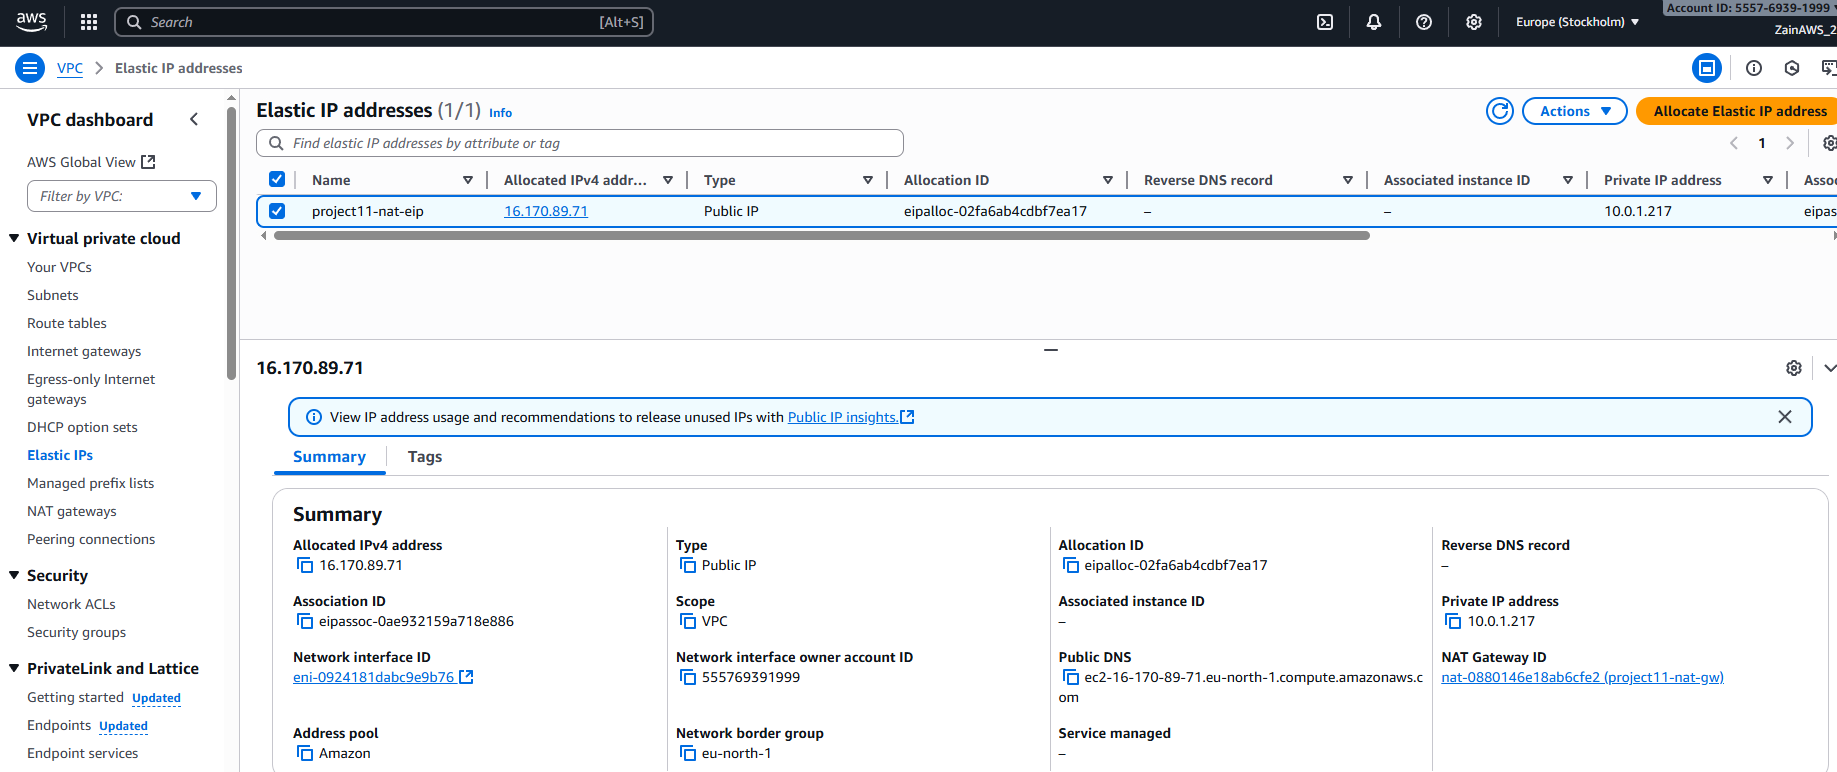 aws
Search [Alt+S]
Europe (Stockholm)
Account ID: 5557-6939-1999
ZainAWS_2
VPC > Elastic IP addresses
VPC dashboard
AWS Global View
Filter by VPC:
Virtual private cloud
Your VPCs
Subnets
Route tables
Internet gateways
Egress-only Internet
gateways
DHCP option sets
Elastic IPs
Managed prefix lists
NAT gateways
Peering connections
Security
Network ACLs
Security groups
PrivateLink and Lattice
Getting started Updated
Endpoints Updated
Endpoint services
Elastic IP addresses (1/1) Info
Actions
Allocate Elastic IP address
Find elastic IP addresses by attribute or tag
1
Name Allocated IPv4 addr... Type Allocation ID Reverse DNS record Associated instance ID Private IP address Asso
project11-nat-eip 16.170.89.71 Public IP eipalloc-02fa6ab4cdbf7ea17 – – 10.0.1.217 eipas
16.170.89.71
View IP address usage and recommendations to release unused IPs with Public IP insights.
Summary Tags
Summary
Allocated IPv4 address
16.170.89.71
Type
Public IP
Allocation ID
eipalloc-02fa6ab4cdbf7ea17
Reverse DNS record
–
Association ID
eipassoc-0ae932159a718e886
Scope
VPC
Associated instance ID
–
Private IP address
10.0.1.217
Network interface ID
eni-0924181dabc9e9b76
Network interface owner account ID
555769391999
Public DNS
ec2-16-170-89-71.eu-north-1.compute.amazonaws.c
om
NAT Gateway ID
nat-0880146e18ab6cfe2 (project11-nat-gw)
Address pool
Amazon
Network border group
eu-north-1
Service managed
–